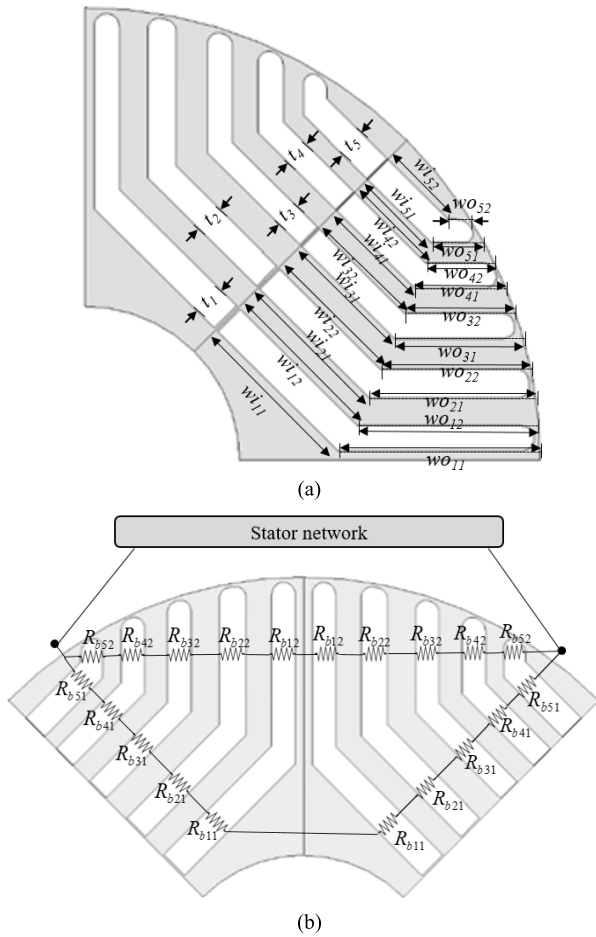 t4
t5
wi52
wo52
t2
t3
wi51
wi42
wo51
wi41
wo42
wo41
wi32
wo32
wi31
t1
wi22
wo31
wi21
wo22
wi12
wo21
wi11
wo12
wo11
(a)
Stator network
Rb52 Rb42 Rb32 Rb22 Rb12 Rb12 Rb22 Rb32 Rb42 Rb52
Rb51 Rb51
Rb41 Rb41
Rb31 Rb31
Rb21 Rb21
Rb11 Rb11
(b)